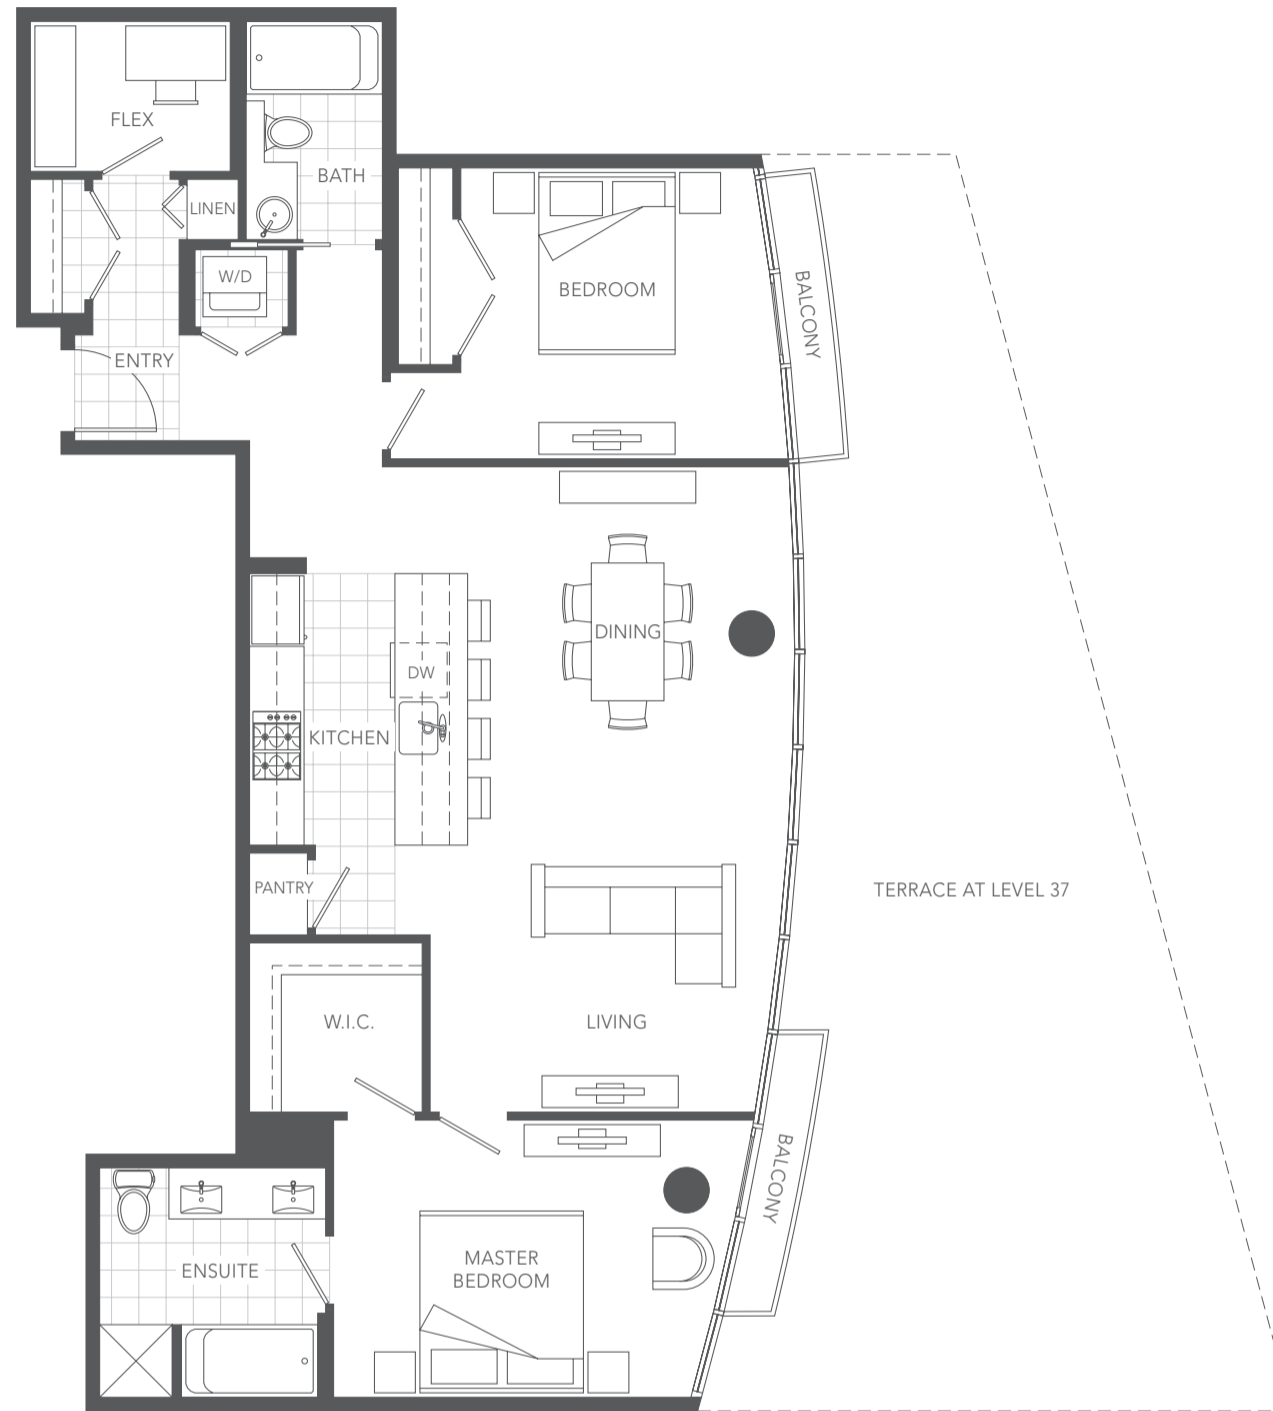 FLEX
BATH
LINEN
W/D
BEDROOM
BALCONY
ENTRY
DINING
DW
KITCHEN
PANTRY
TERRACE AT LEVEL 37
W.I.C.
LIVING
BALCONY
MASTER
BEDROOM
ENSUITE